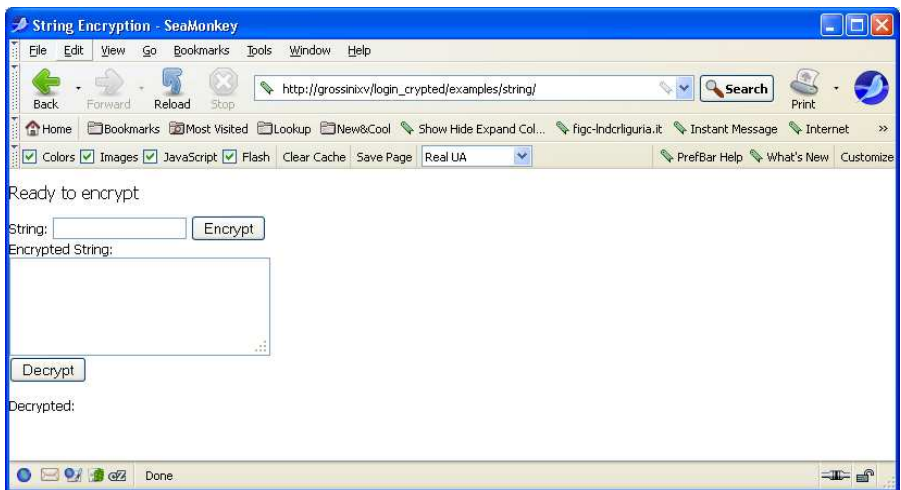 String Encryption - SeaMonkey
File Edit View Go Bookmarks Tools Window Help
Back Forward Reload Stop http://grossinixv/login_crypted/examples/string/ Search Print
Home Bookmarks Most Visited Lookup New&Cool Show Hide Expand Col... figc-lndcrliguria.it Instant Message Internet »
Colors Images JavaScript Flash Clear Cache Save Page Real UA PrefBar Help What's New Customize
Ready to encrypt
String: Encrypt
Encrypted String:
Decrypt
Decrypted:
Done